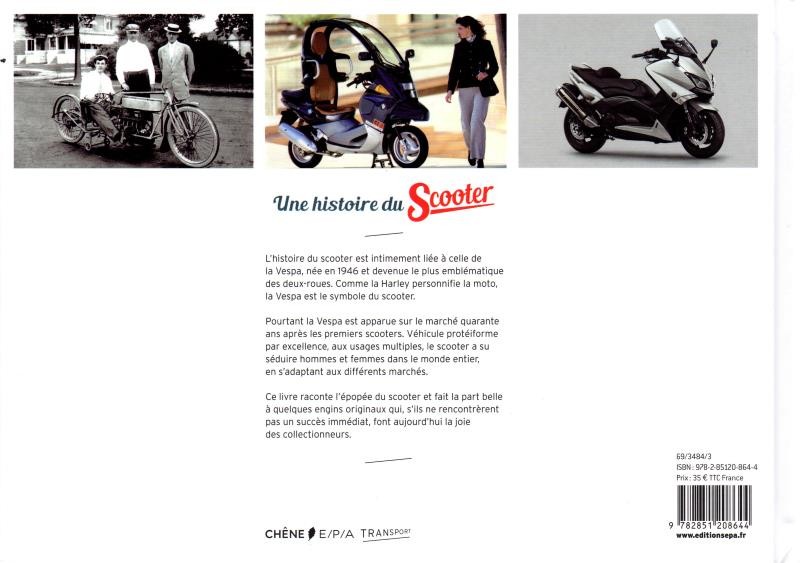 Une histoire du Scooter
L'histoire du scooter est intimement liée à celle de
la Vespa, née en 1946 et devenue le plus emblématique
des deux-roues. Comme la Harley personnifie la moto,
la Vespa est le symbole du scooter.
Pourtant la Vespa est apparue sur le marché quarante
ans après les premiers scooters. Véhicule protéiforme
par excellence, aux usages multiples, le scooter a su
séduire hommes et femmes dans le monde entier,
en s'adaptant aux différents marchés.
Ce livre raconte l'épopée du scooter et fait la part belle
à quelques engins originaux qui, s'ils ne rencontrèrent
pas un succès immédiat, font aujourd'hui la joie
des collectionneurs.
69/3484/3
ISBN : 978-2-85120-864-4
Prix : 35 € TTC France
9 782851 208644
www.editionsepa.fr
CHÊNE E/P/A TRANSPORT